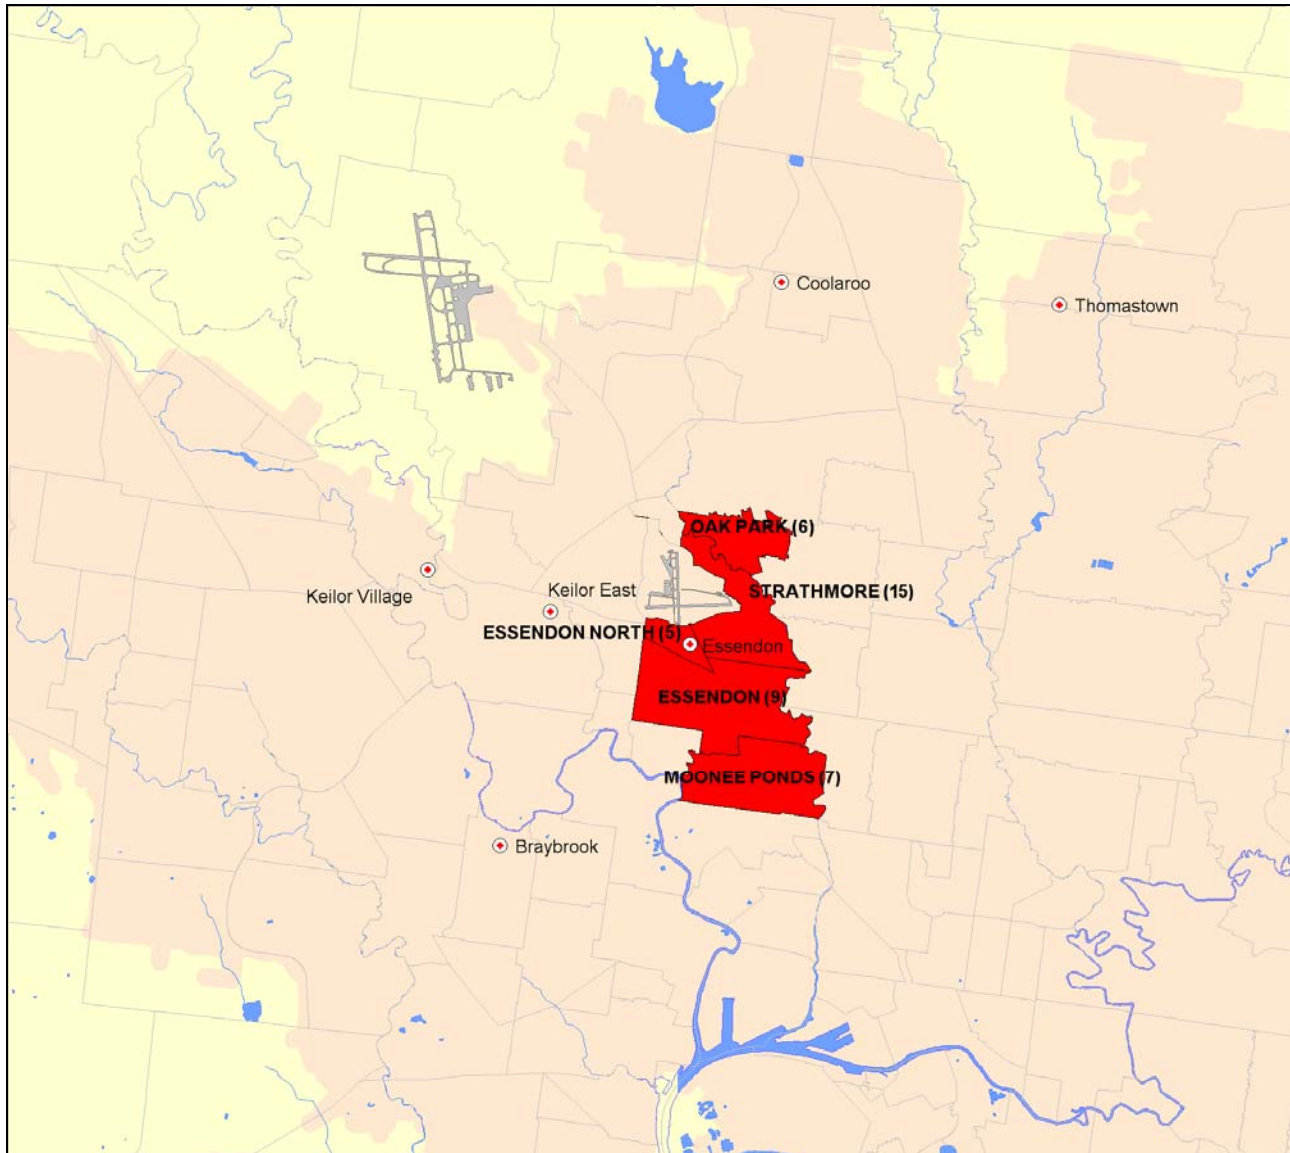 Coolaroo
Thomastown
OAK PARK (6)
Keilor Village
Keilor East
STRATHMORE (15)
ESSENDON NORTH (5)
Essendon
ESSENDON (9)
MOONEE PONDS (7)
Braybrook